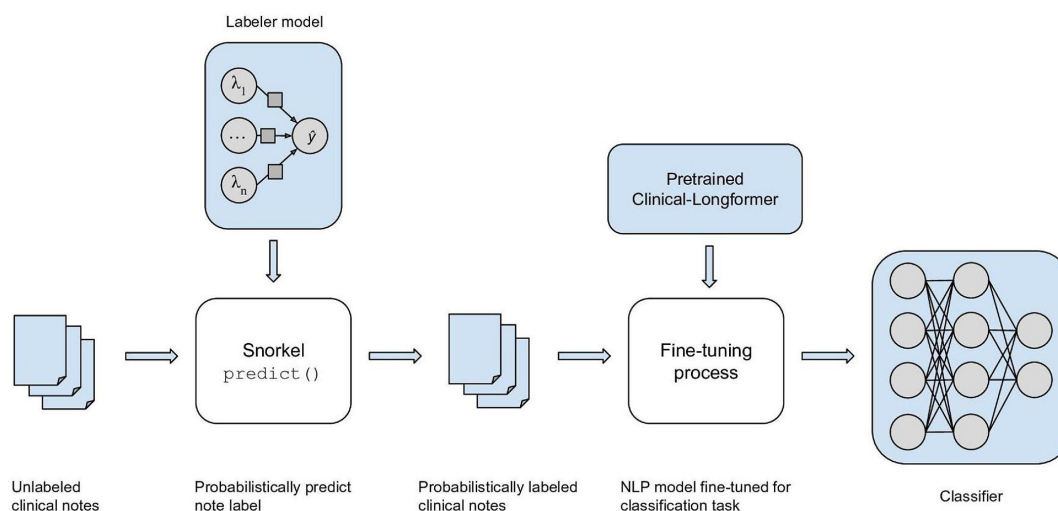 Labeler model
λ1
...
λn
ŷ
Pretrained
Clinical-Longformer
Snorkel
predict()
Fine-tuning
process
Unlabeled
clinical notes
Probabilistically predict
note label
Probabilistically labeled
clinical notes
NLP model fine-tuned for
classification task
Classifier